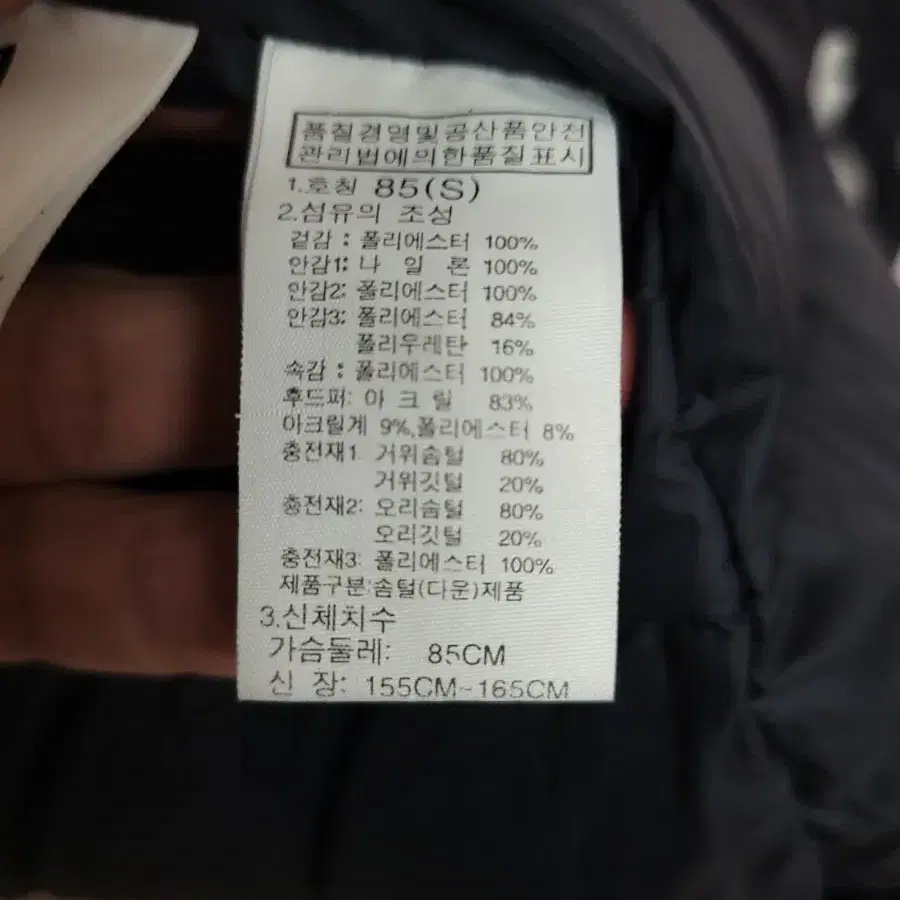 품질경영및공산품안전
관리법에의한품질표시
1.호칭 85(S)
2.섬유의 조성
겉감 : 폴리에스터 100%
안감1: 나 일 론 100%
안감2: 폴리에스터 100%
안감3: 폴리에스터 84%
폴리우레탄 16%
속감 : 폴리에스터 100%
후드퍼: 아 크 릴 83%
아크릴계 9%,폴리에스터 8%
충전재1 거위솜털 80%
거위깃털 20%
충전재2: 오리솜털 80%
오리깃털 20%
충전재3: 폴리에스터 100%
제품구분:솜털(다운)제품
3.신체치수
가슴둘레: 85CM
신 장: 155CM~165CM